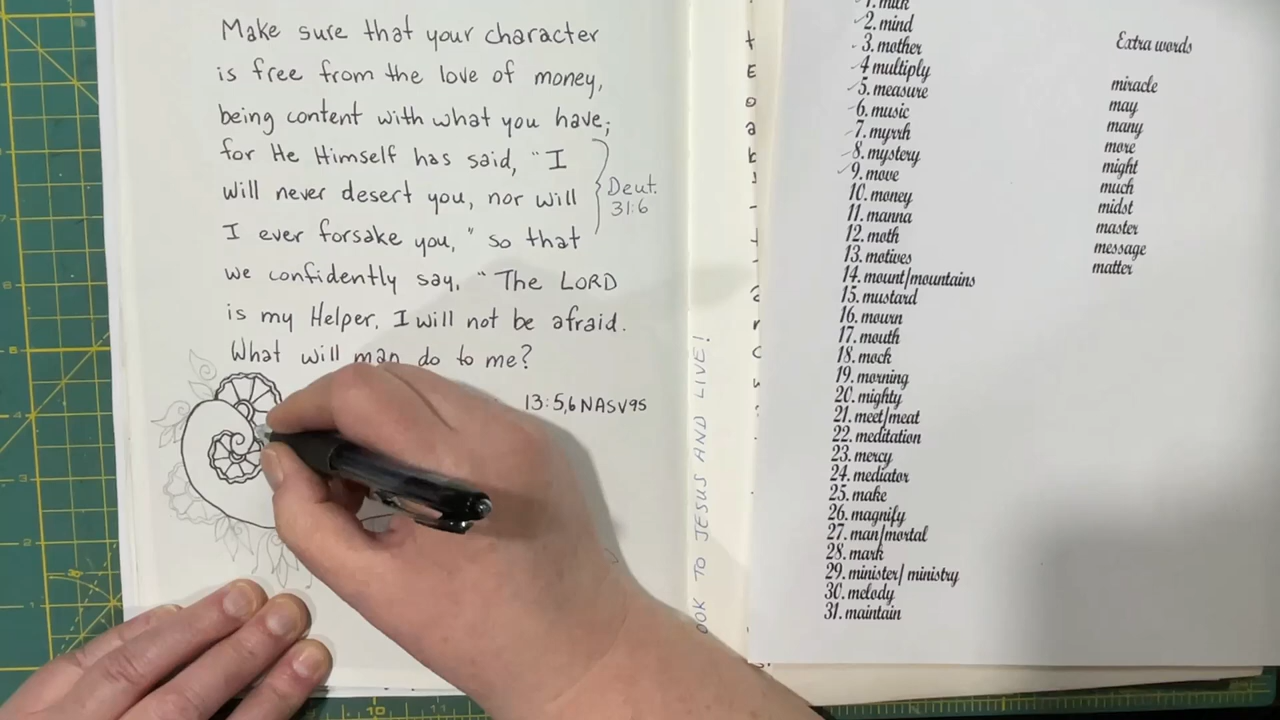 Make sure that your character
is free from the love of money,
being content with what you have;
for He Himself has said, "I
will never desert you, nor will
I ever forsake you," so that
we confidently say, "The LORD
is my Helper, I will not be afraid.
What will man do to me?
13:5,6 NASV95
Deut.
31:6
OOK TO JESUS AND LIVE!
1. milk
2. mind
3. mother
4 multiply
5. measure
6. music
7. myrrh
8. mystery
9. move
10. money
11. manna
12. moth
13. motives
14. mount/mountains
15. mustard
16. mourn
17. mouth
18. mock
19. morning
20. mighty
21. meet/meat
22. meditation
23. mercy
24. mediator
25. make
26. magnify
27. man/mortal
28. mark
29. minister/ ministry
30. melody
31. maintain
Extra words
miracle
may
many
more
might
much
midst
master
message
matter